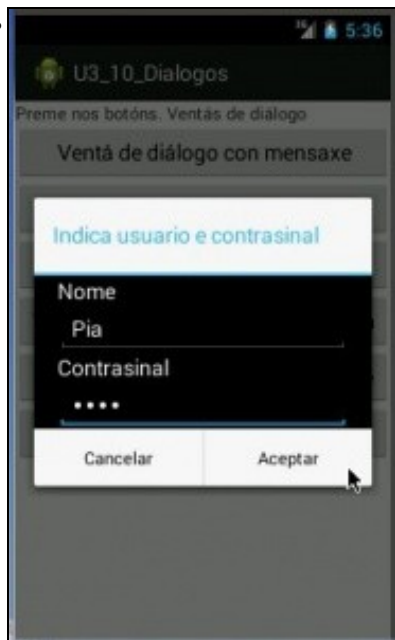 3G 5:36
U3_10_Dialogos
Preme nos botóns. Ventás de diálogo
Ventá de diálogo con mensaxe
Indica usuario e contrasinal
Nome
Pia
Contrasinal
••••
Cancelar Aceptar